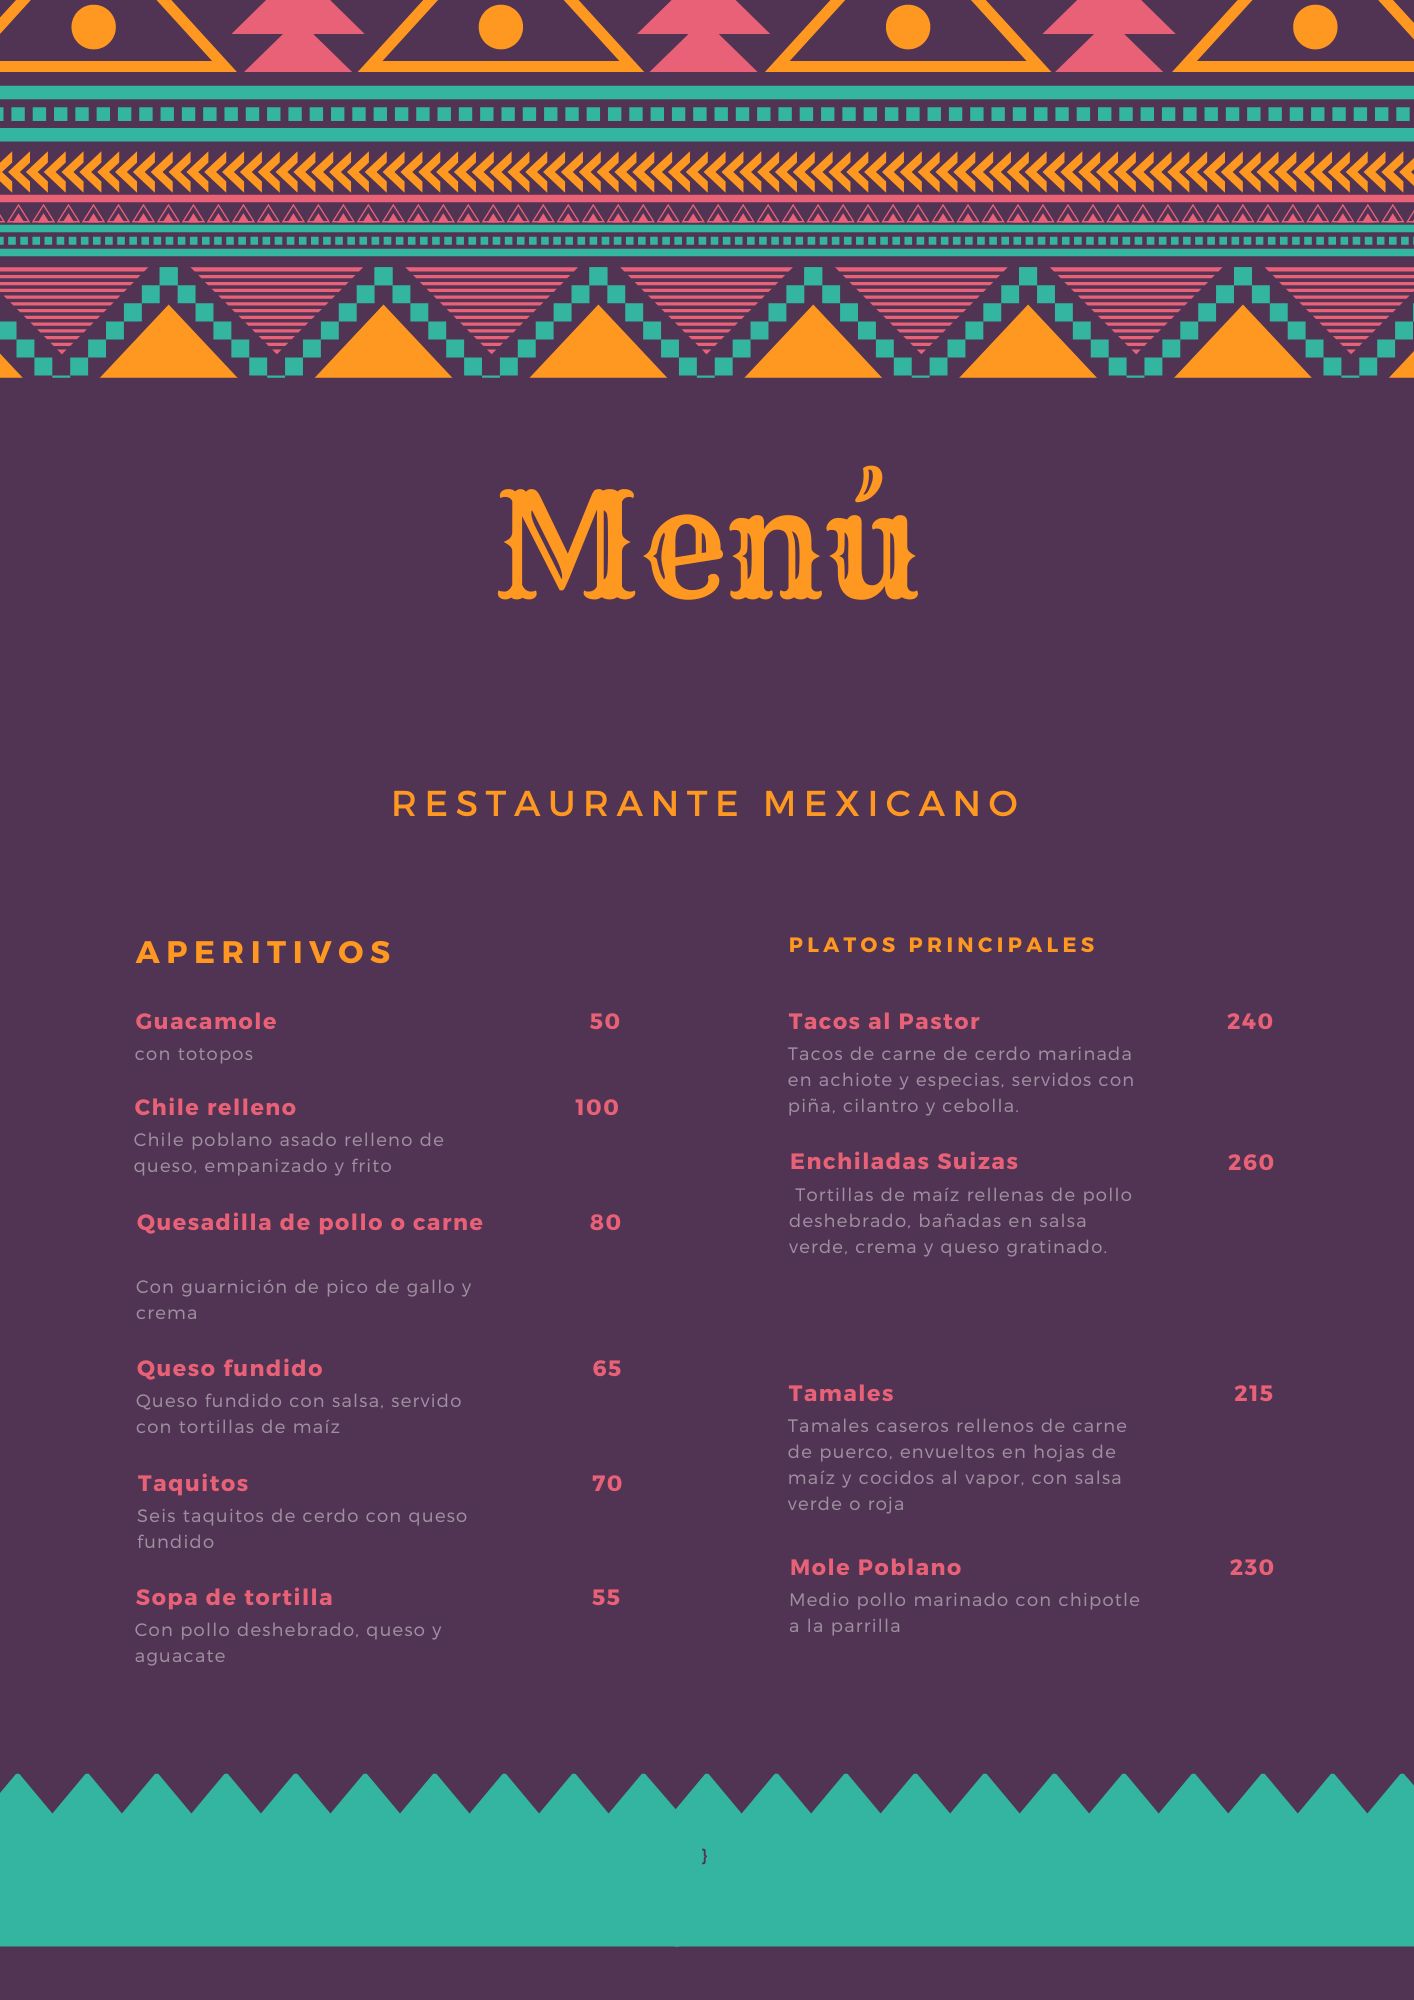 Menú
RESTAURANTE MEXICANO
APERITIVOS
Guacamole 50
con totopos
Chile relleno 100
Chile poblano asado relleno de
queso, empanizado y frito
Quesadilla de pollo o carne 80
Con guarnición de pico de gallo y
crema
Queso fundido 65
Queso fundido con salsa, servido
con tortillas de maíz
Taquitos 70
Seis taquitos de cerdo con queso
fundido
Sopa de tortilla 55
Con pollo deshebrado, queso y
aguacate
PLATOS PRINCIPALES
Tacos al Pastor 240
Tacos de carne de cerdo marinada
en achiote y especias, servidos con
piña, cilantro y cebolla.
Enchiladas Suizas 260
Tortillas de maíz rellenas de pollo
deshebrado, bañadas en salsa
verde, crema y queso gratinado.
Tamales 215
Tamales caseros rellenos de carne
de puerco, envueltos en hojas de
maíz y cocidos al vapor, con salsa
verde o roja
Mole Poblano 230
Medio pollo marinado con chipotle
a la parrilla
}